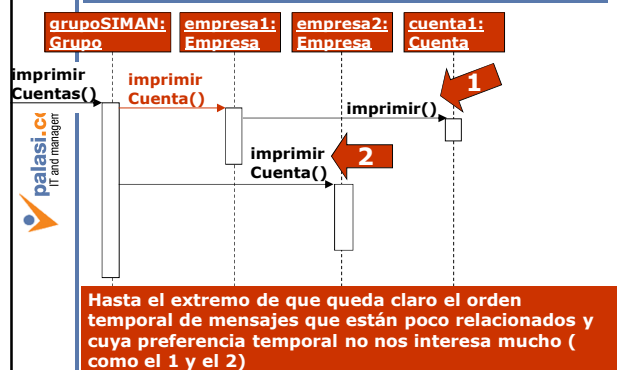 grupoSIMAN:
Grupo
empresa1:
Empresa
empresa2:
Empresa
cuenta1:
Cuenta
imprimir
Cuentas()
imprimir
Cuenta()
1
imprimir()
imprimir
Cuenta()
2
palasi.co
IT and managem
Hasta el extremo de que queda claro el orden
temporal de mensajes que están poco relacionados y
cuya preferencia temporal no nos interesa mucho (
como el 1 y el 2)